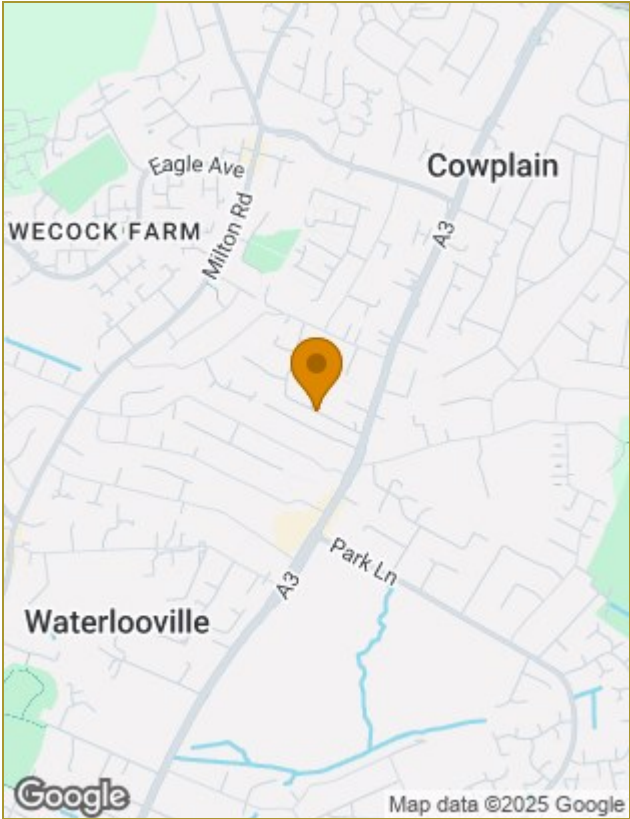 Cowplain
Eagle Ave
WECOCK FARM
Milton Rd
A3
Park Ln
A3
Waterlooville
Google
Map data ©2025 Google